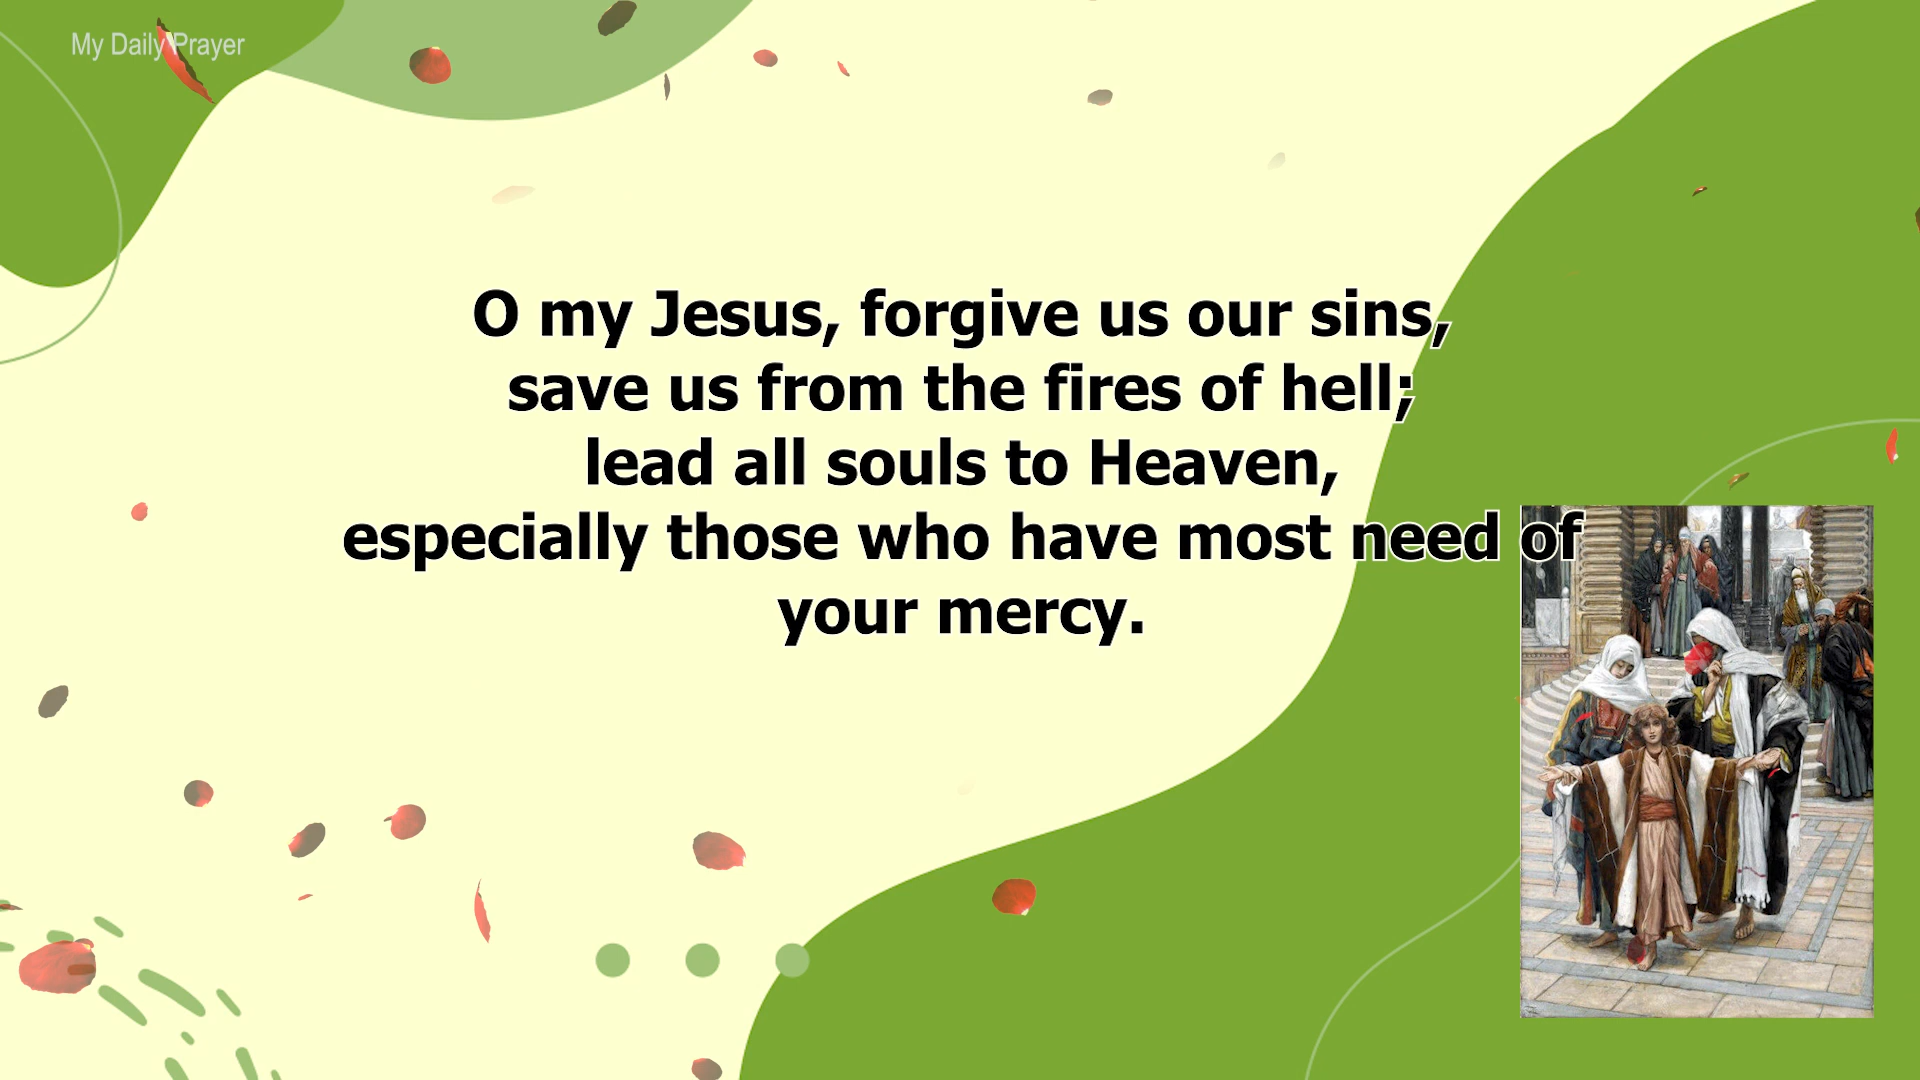 My Daily Prayer
O my Jesus, forgive us our sins,
save us from the fires of hell;
lead all souls to Heaven,
especially those who have most need of
your mercy.